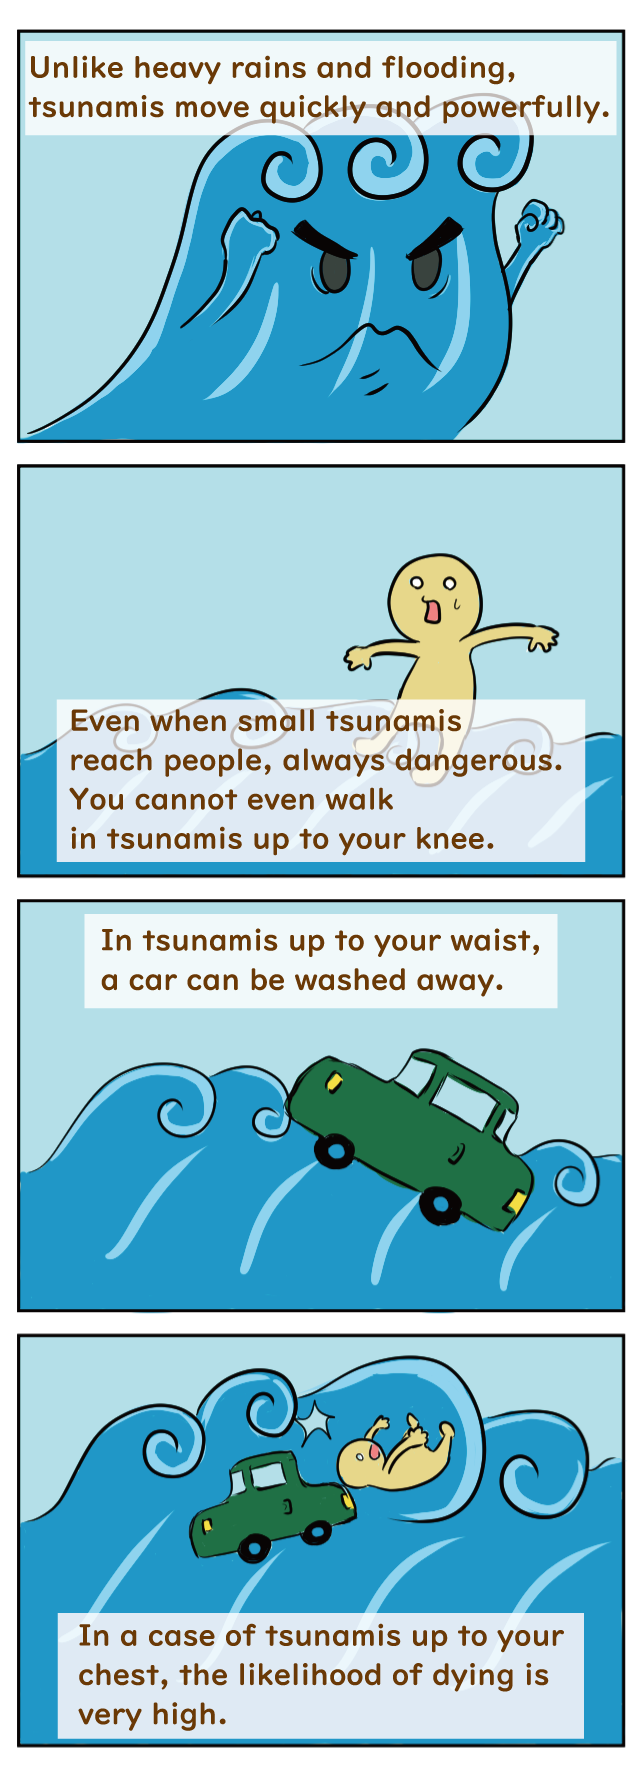 Unlike heavy rains and flooding,
tsunamis move quickly and powerfully.
Even when small tsunamis
reach people, always dangerous.
You cannot even walk
in tsunamis up to your knee.
In tsunamis up to your waist,
a car can be washed away.
In a case of tsunamis up to your
chest, the likelihood of dying is
very high.